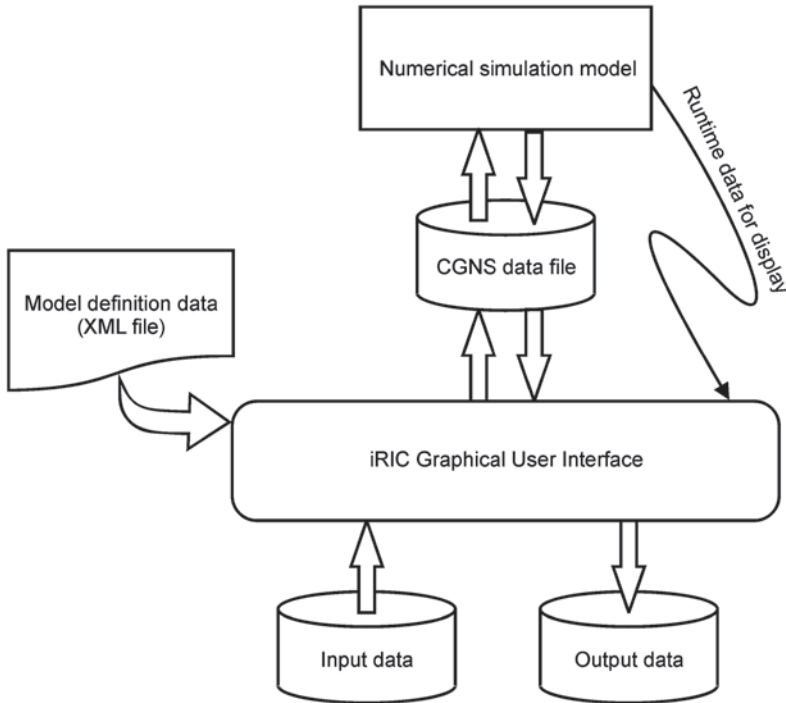 Numerical simulation model
Runtime data for display
CGNS data file
Model definition data
(XML file)
iRIC Graphical User Interface
Input data
Output data